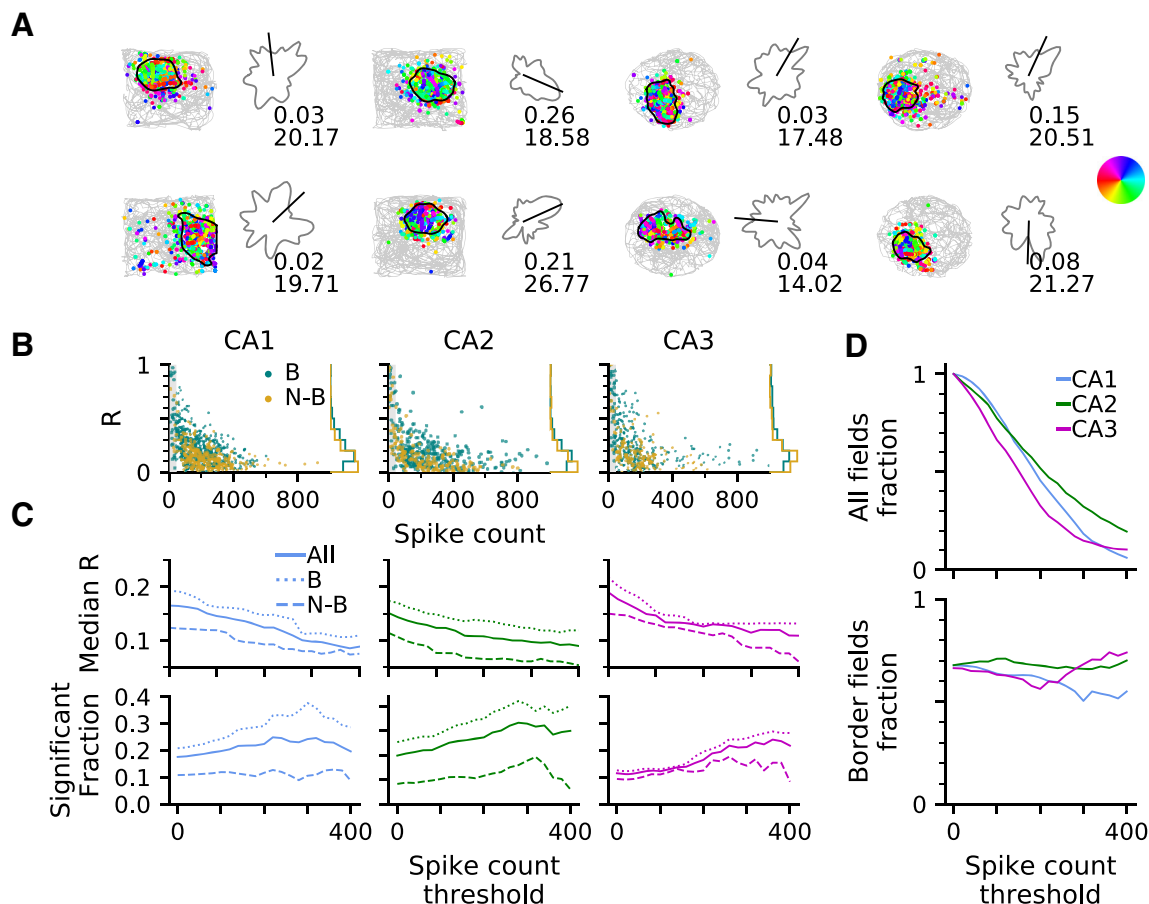 A
0.03
20.17
0.26
18.58
0.03
17.48
0.15
20.51
0.02
19.71
0.21
26.77
0.04
14.02
0.08
21.27
B
CA1
CA2
CA3
1
R
0
B
N-B
0
400
800
0
400
800
0
400
800
Spike count
C
All
B
N-B
0.2
0.1
Median R
0.4
0.3
0.2
0.1
0.0
Significant
Fraction
0
400
0
400
0
400
Spike count
threshold
D
1
0
CA1
CA2
CA3
All fields
fraction
1
0
Border fields
fraction
0
400
Spike count
threshold